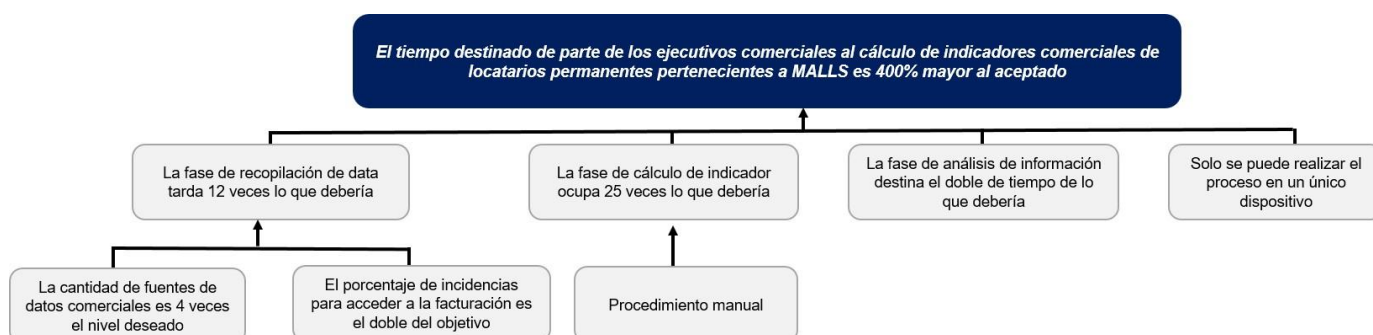 El tiempo destinado de parte de los ejecutivos comerciales al cálculo de indicadores comerciales de
locatarios permanentes pertenecientes a MALLS es 400% mayor al aceptado
La fase de recopilación de data
tarda 12 veces lo que debería
La fase de cálculo de indicador
ocupa 25 veces lo que debería
La fase de análisis de información
destina el doble de tiempo de lo
que debería
Solo se puede realizar el
proceso en un único
dispositivo
La cantidad de fuentes de
datos comerciales es 4 veces
el nivel deseado
El porcentaje de incidencias
para acceder a la facturación es
el doble del objetivo
Procedimiento manual